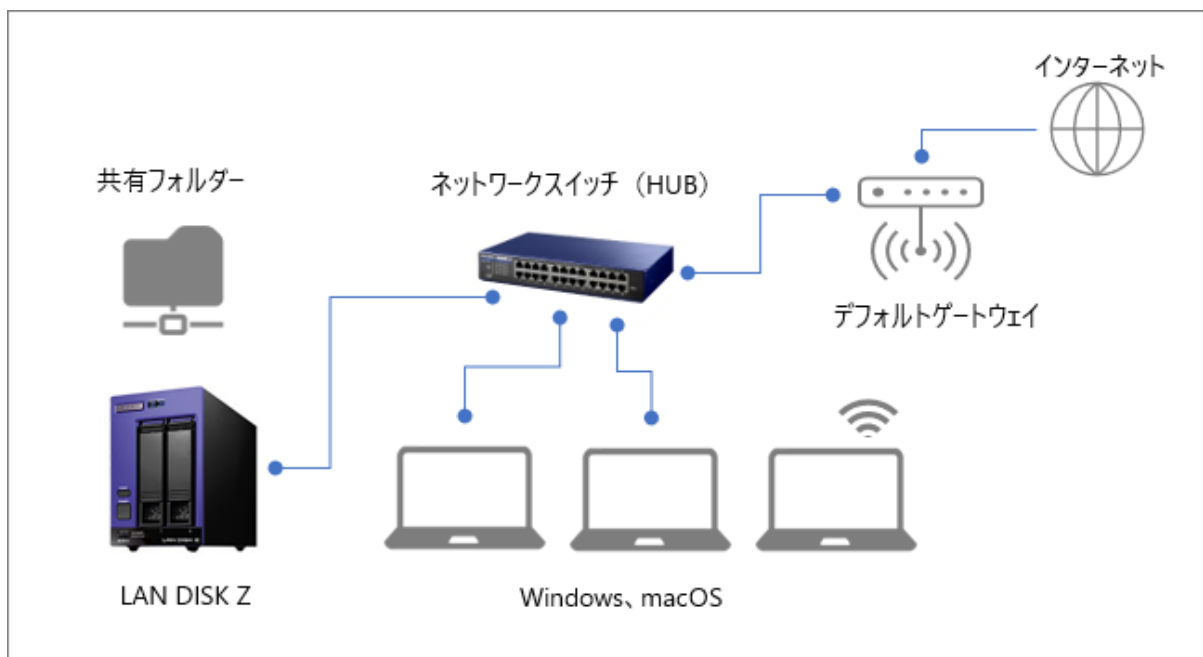 インターネット
共有フォルダー
ネットワークスイッチ（HUB）
デフォルトゲートウェイ
LAN DISK Z
Windows、macOS